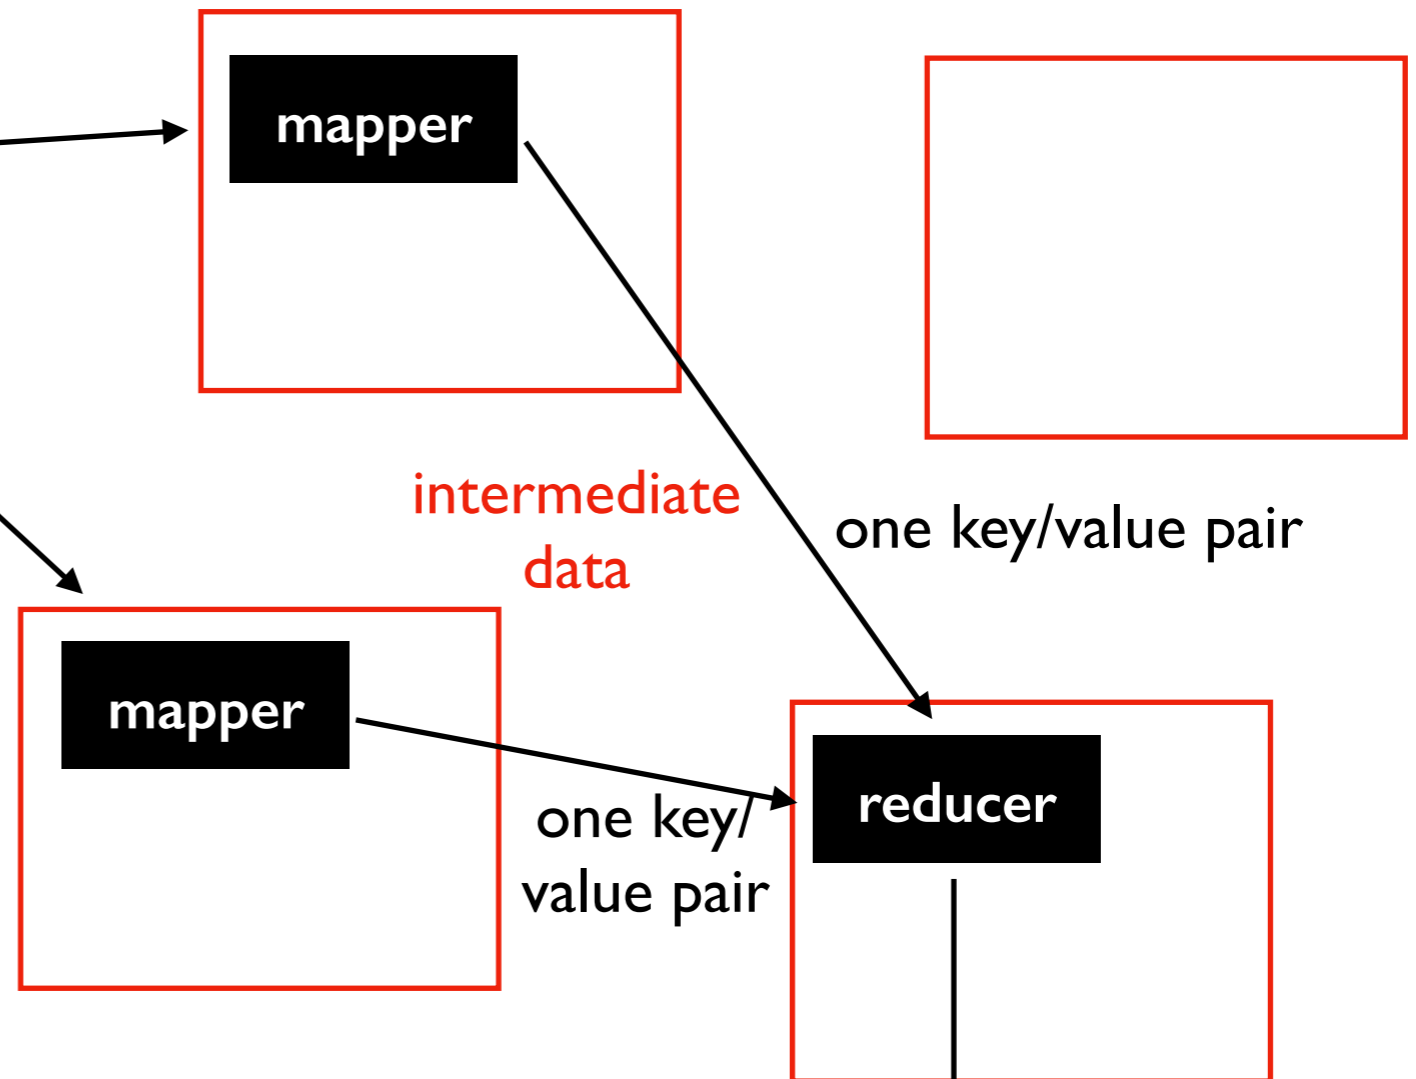 mapper
intermediate
data
one key/value pair
mapper
one key/
value pair
reducer